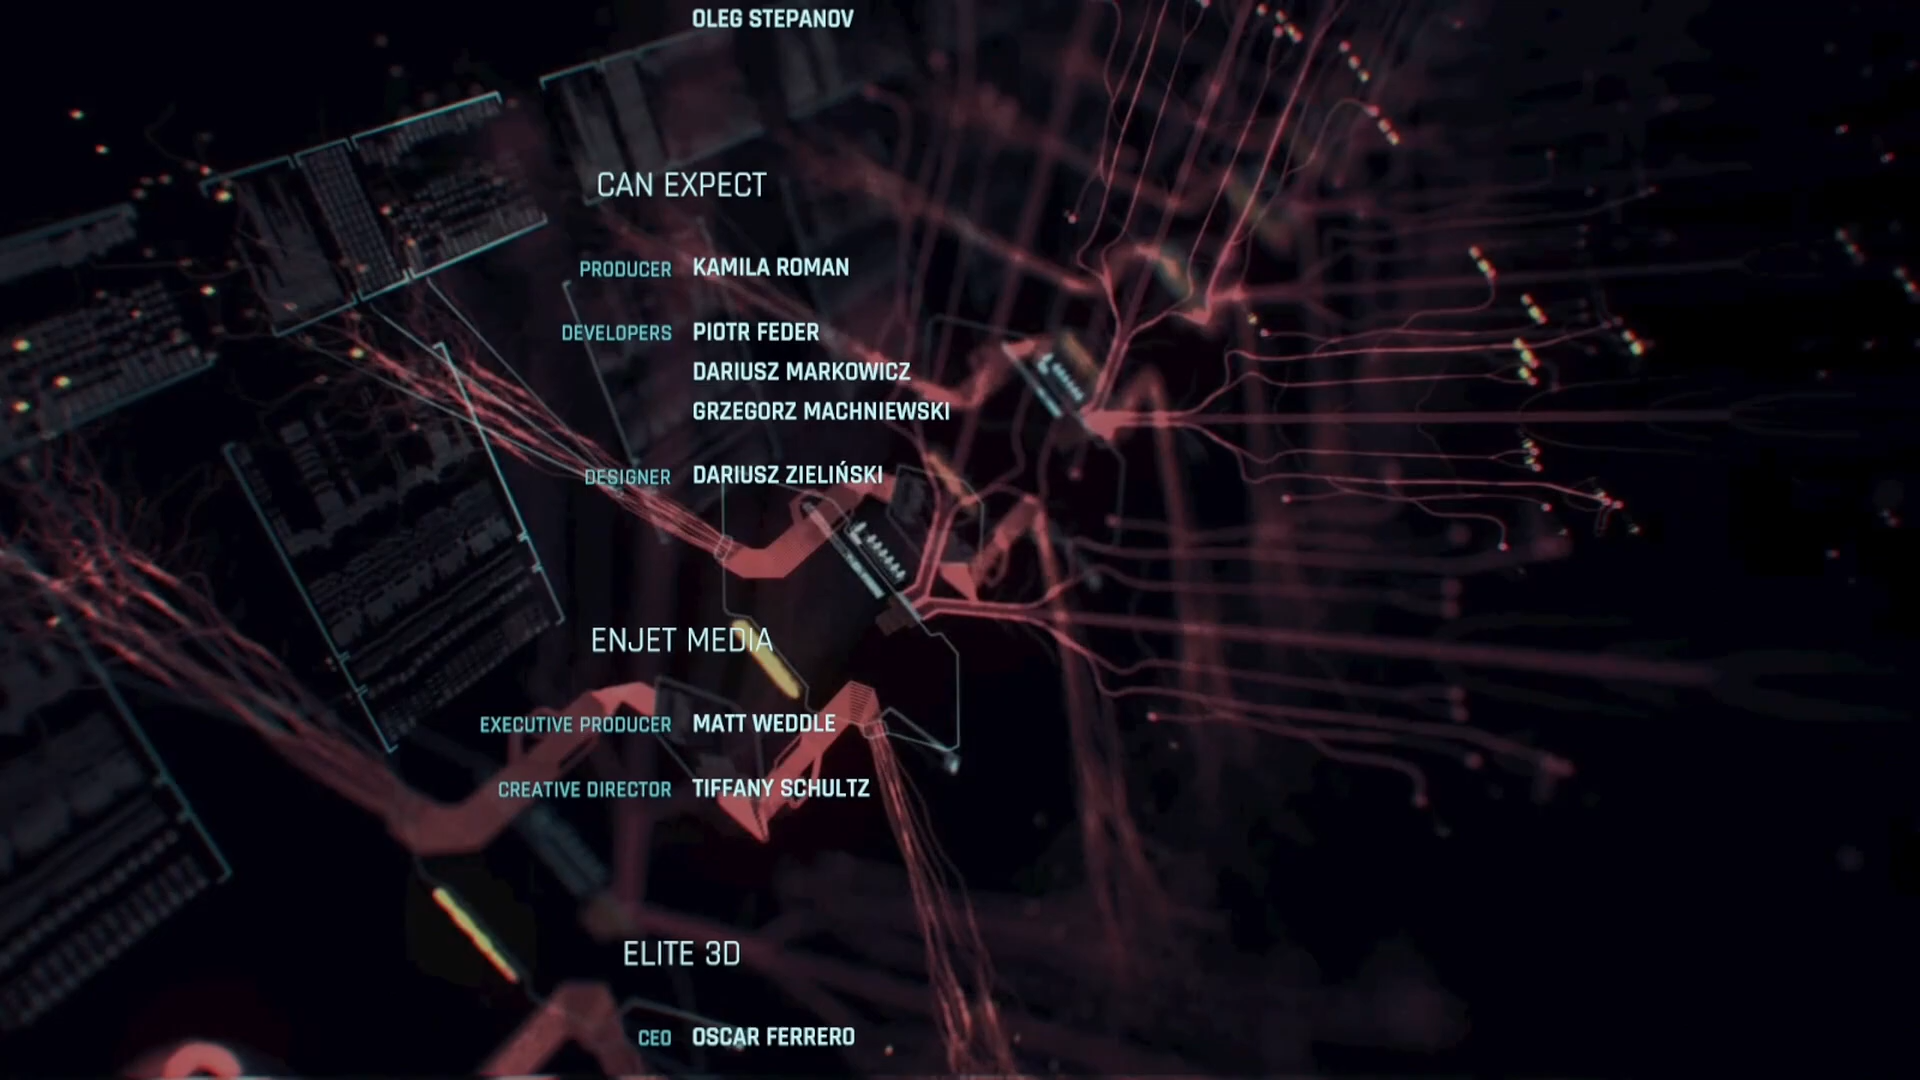 OLEG STEPANOV
CAN EXPECT
PRODUCER KAMILA ROMAN
DEVELOPERS PIOTR FEDER
DARIUSZ MARKOWICZ
GRZEGORZ MACHNIEWSKI
DESIGNER DARIUSZ ZIELIŃSKI
ENJET MEDIA
EXECUTIVE PRODUCER MATT WEDDLE
CREATIVE DIRECTOR TIFFANY SCHULTZ
ELITE 3D
CEO OSCAR FERRERO